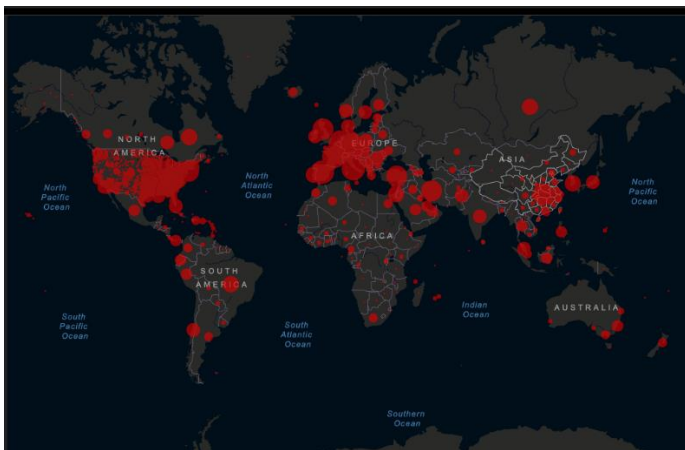 NORTH
AMERICA
EUROPE
ASIA
North
Pacific
Ocean
North
Atlantic
Ocean
North
Pacific
Ocean
AFRICA
SOUTH
AMERICA
Indian
Ocean
AUSTRALIA
South
Pacific
Ocean
South
Atlantic
Ocean
Southern
Ocean